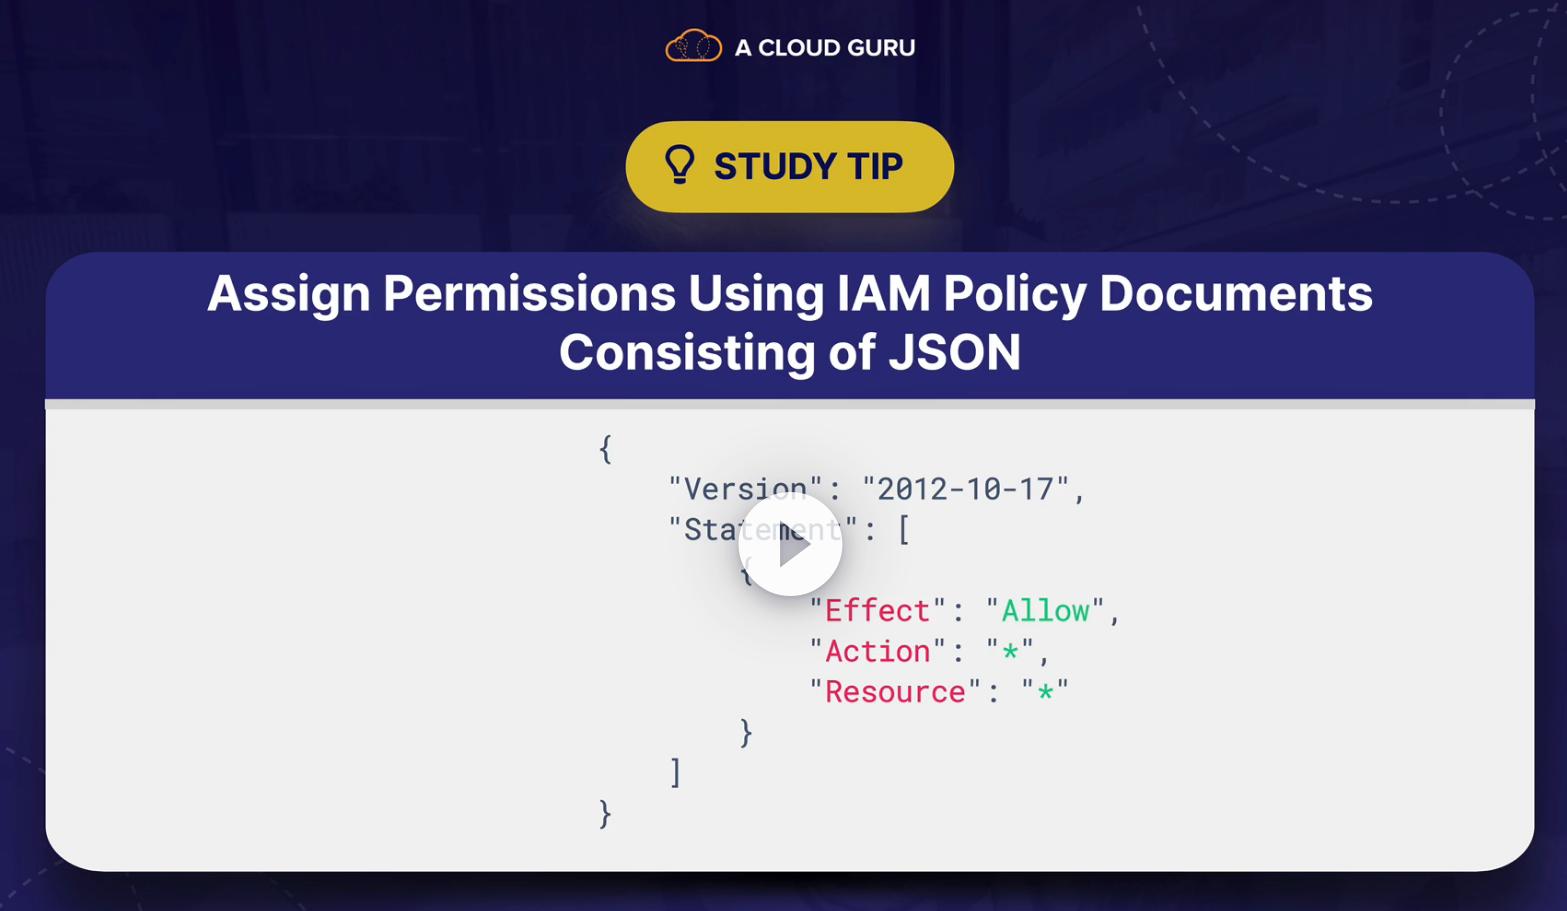 A CLOUD GURU
STUDY TIP
Assign Permissions Using IAM Policy Documents
Consisting of JSON
{
"Version": "2012-10-17",
"Statement": [
{
"Effect": "Allow",
"Action": "*",
"Resource": "*"
}
]
}